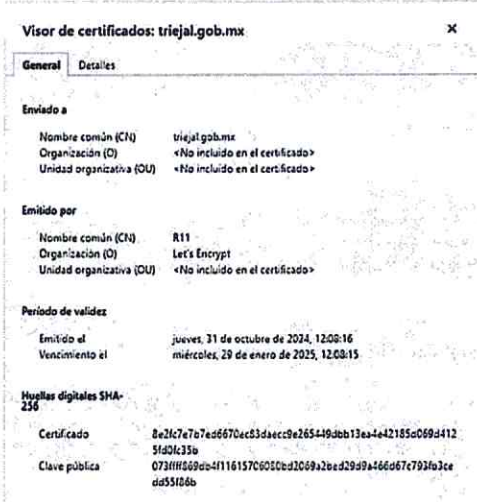 Visor de certificados: triejal.gob.mx ×
General Detalles
Enviado a
Nombre común (CN) triejal.gob.mx
Organización (O) <No incluido en el certificado>
Unidad organizativa (OU) <No incluido en el certificado>
Emitido por
Nombre común (CN) R11
Organización (O) Let's Encrypt
Unidad organizativa (OU) <No incluido en el certificado>
Período de validez
Emitido el jueves, 31 de octubre de 2024, 12:08:16
Vencimiento el miércoles, 29 de enero de 2025, 12:08:15
Huellas digitales SHA-
256
Certificado
Clave pública